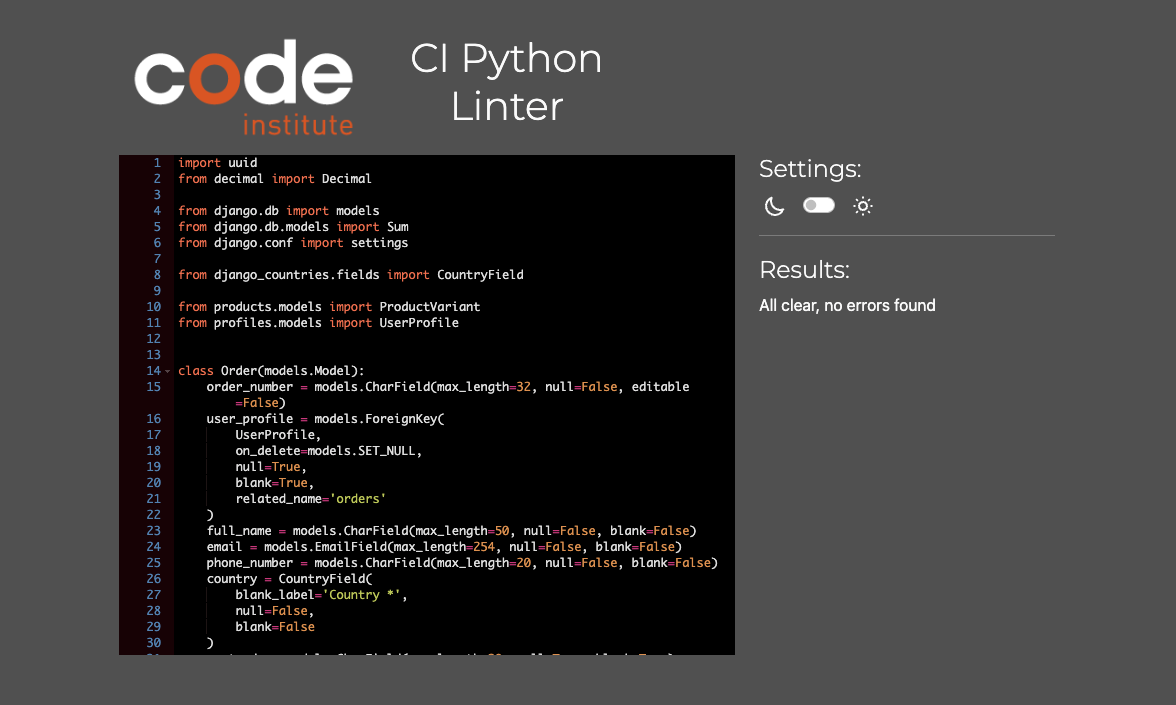 code
institute
CI Python
Linter
1 import uuid
2 from decimal import Decimal
3
4 from django.db import models
5 from django.db.models import Sum
6 from django.conf import settings
7
8 from django_countries.fields import CountryField
9
10 from products.models import ProductVariant
11 from profiles.models import UserProfile
12
13
14 class Order(models.Model):
15     order_number = models.CharField(max_length=32, null=False, editable
        =False)
16     user_profile = models.ForeignKey(
17         UserProfile,
18         on_delete=models.SET_NULL,
19         null=True,
20         blank=True,
21         related_name='orders'
22     )
23     full_name = models.CharField(max_length=50, null=False, blank=False)
24     email = models.EmailField(max_length=254, null=False, blank=False)
25     phone_number = models.CharField(max_length=20, null=False, blank=False)
26     country = CountryField(
27         blank_label='Country *',
28         null=False,
29         blank=False
30     )
Settings:
Results:
All clear, no errors found